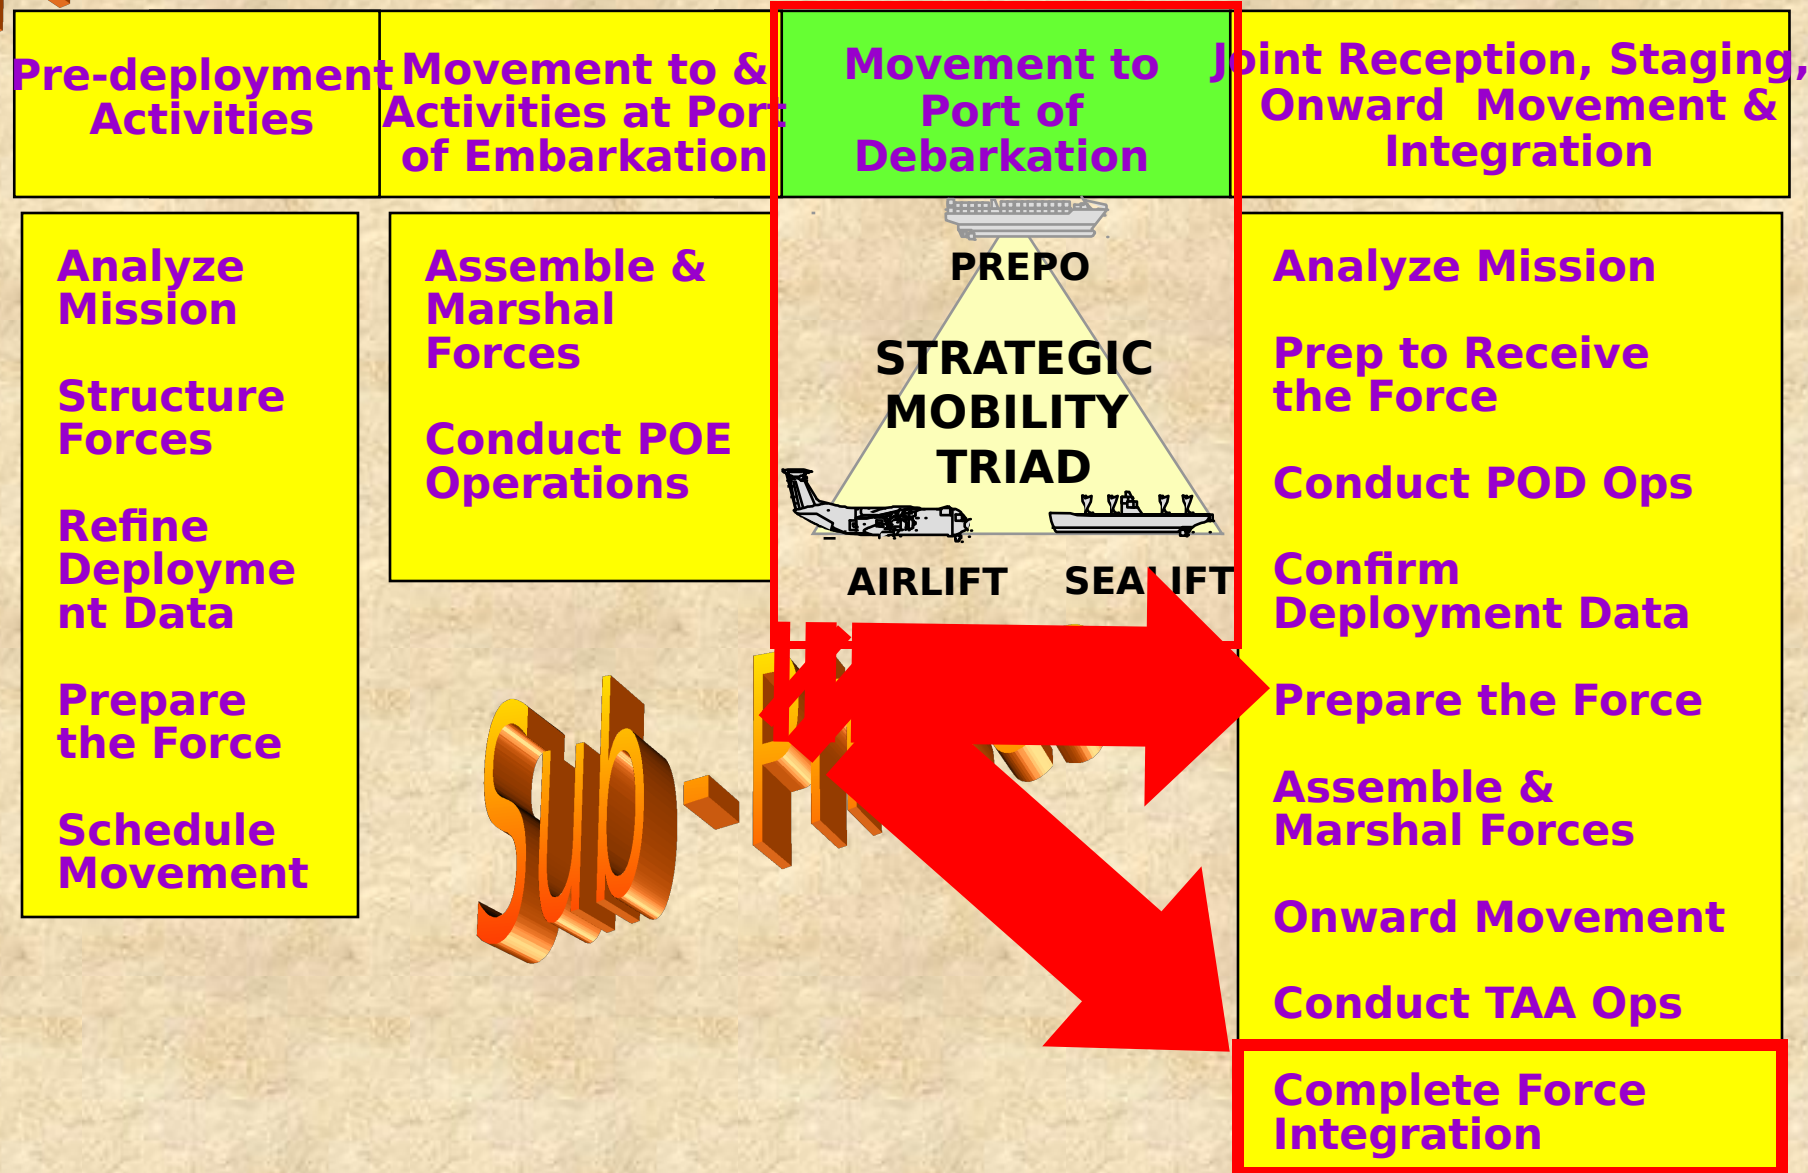 Pre-deployment
Activities
Movement to &
Activities at Port
of Embarkation
Movement to
Port of
Debarkation
Joint Reception, Staging,
Onward Movement &
Integration
Analyze
Mission
Structure
Forces
Refine
Deployme
nt Data
Prepare
the Force
Schedule
Movement
Assemble &
Marshal
Forces
Conduct POE
Operations
PREPO
STRATEGIC
MOBILITY
TRIAD
AIRLIFT
SEALIFT
Analyze Mission
Prep to Receive
the Force
Conduct POD Ops
Confirm
Deployment Data
Prepare the Force
Assemble &
Marshal Forces
Onward Movement
Conduct TAA Ops
Complete Force
Integration
Sub-